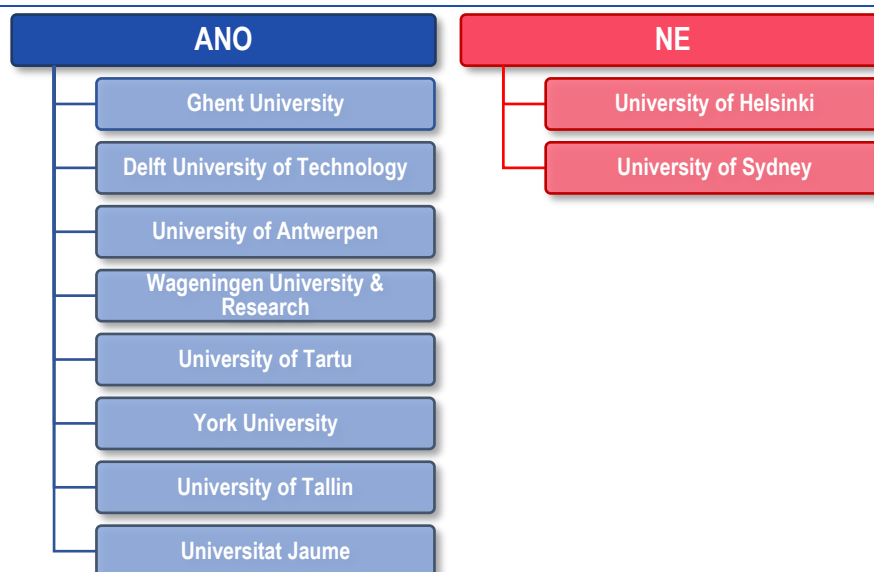 ANO
Ghent University
Delft University of Technology
University of Antwerpen
Wageningen University &
Research
University of Tartu
York University
University of Tallin
Universitat Jaume
NE
University of Helsinki
University of Sydney